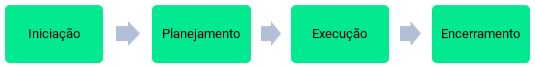 Iniciação
Planejamento
Execução
Encerramento